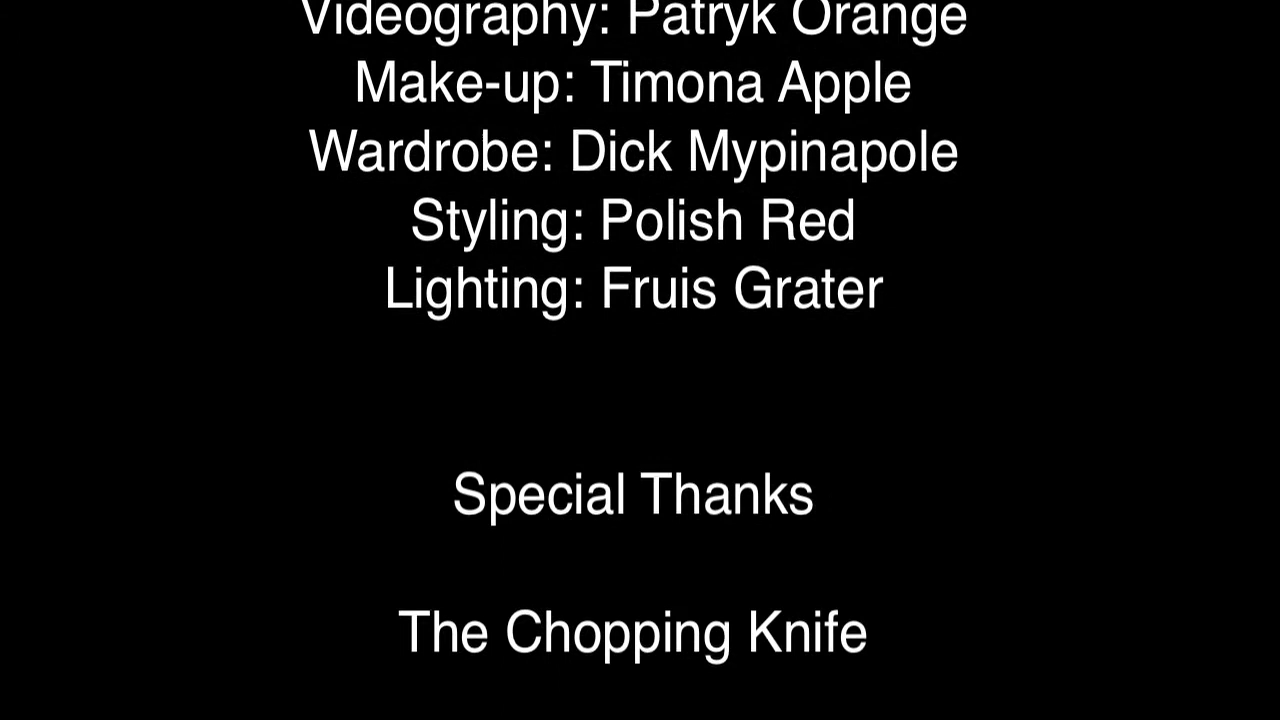 Videography: Patryk Orange
Make-up: Timona Apple
Wardrobe: Dick Mypinapole
Styling: Polish Red
Lighting: Fruis Grater
Special Thanks
The Chopping Knife